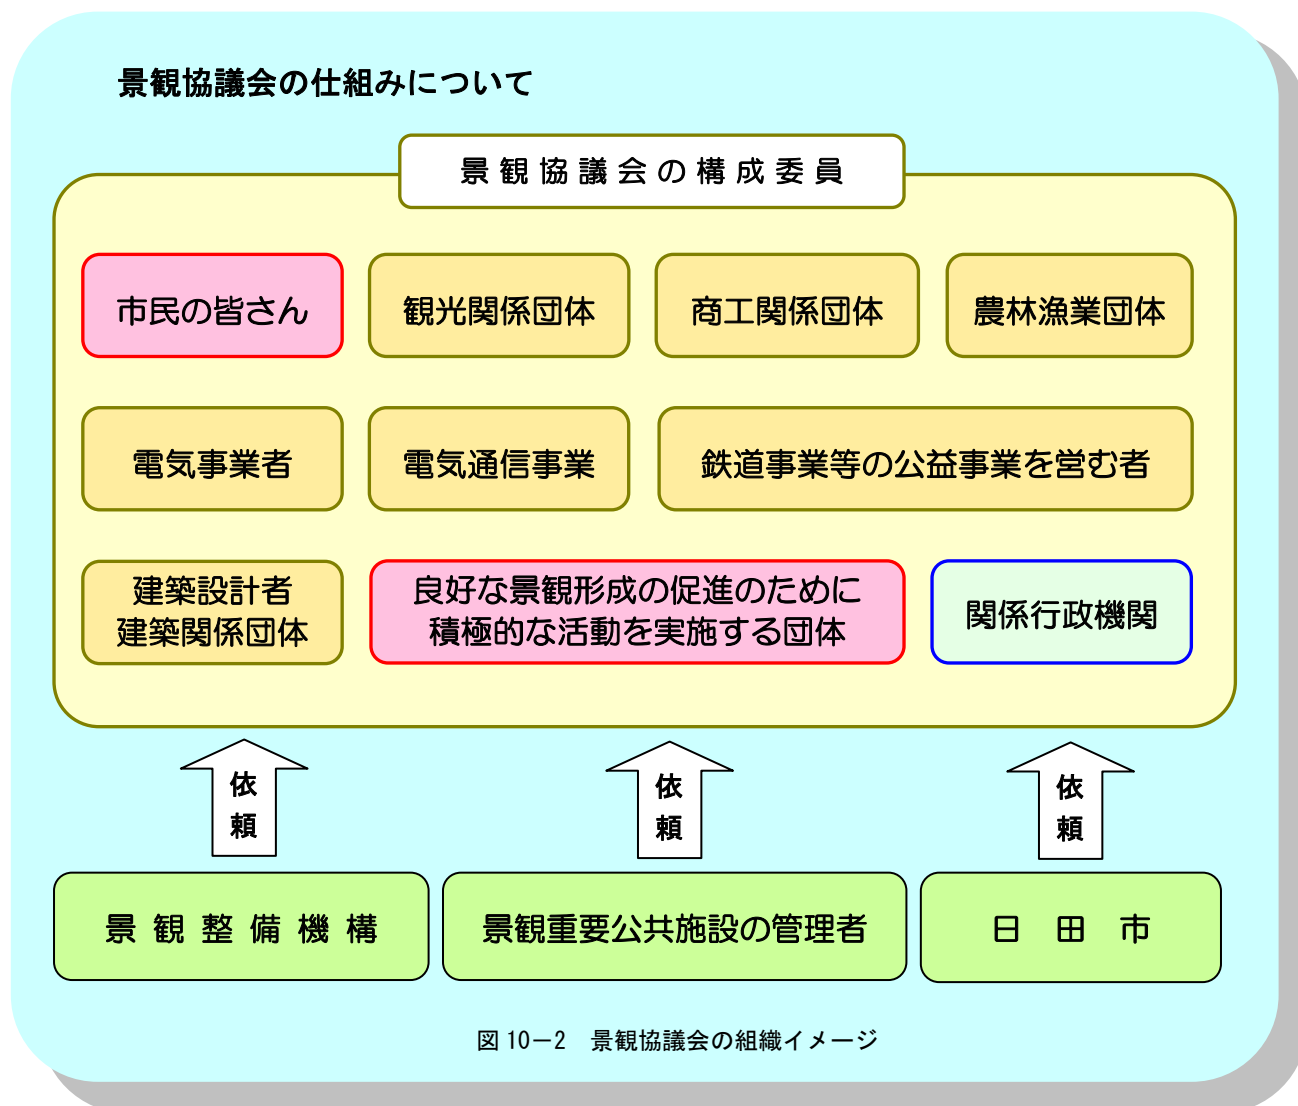 景観協議会の仕組みについて
景観協議会の構成委員
市民の皆さん
観光関係団体
商工関係団体
農林漁業団体
電気事業者
電気通信事業
鉄道事業等の公益事業を営む者
建築設計者
建築関係団体
良好な景観形成の促進のために
積極的な活動を実施する団体
関係行政機関
依
頼
依
頼
依
頼
景観整備機構
景観重要公共施設の管理者
日田市
図10－2　景観協議会の組織イメージ